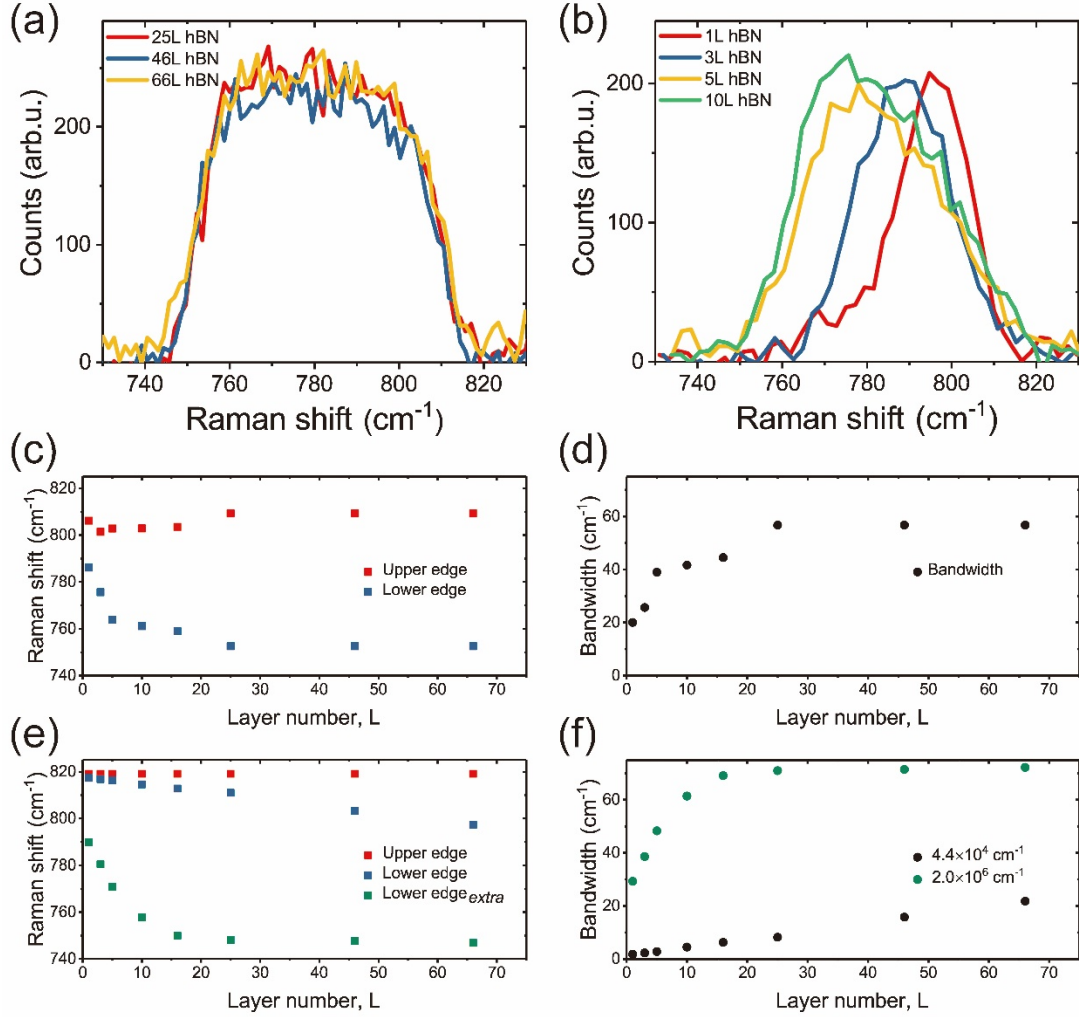 (a)
25L hBN
46L hBN
66L hBN
Counts (arb.u.)
200
100
0
740 760 780 800 820
Raman shift (cm⁻¹)
(b)
1L hBN
3L hBN
5L hBN
10L hBN
Counts (arb.u.)
200
100
0
740 760 780 800 820
Raman shift (cm⁻¹)
(c)
Raman shift (cm⁻¹)
820
800
780
760
740
Upper edge
Lower edge
0 10 20 30 40 50 60 70
Layer number, L
(d)
Bandwidth (cm⁻¹)
60
40
20
0
Bandwidth
0 10 20 30 40 50 60 70
Layer number, L
(e)
Raman shift (cm⁻¹)
820
800
780
760
740
Upper edge
Lower edge
Lower edge extra
0 10 20 30 40 50 60 70
Layer number, L
(f)
Bandwidth (cm⁻¹)
60
40
20
0
4.4×10⁴ cm⁻¹
2.0×10⁶ cm⁻¹
0 10 20 30 40 50 60 70
Layer number, L